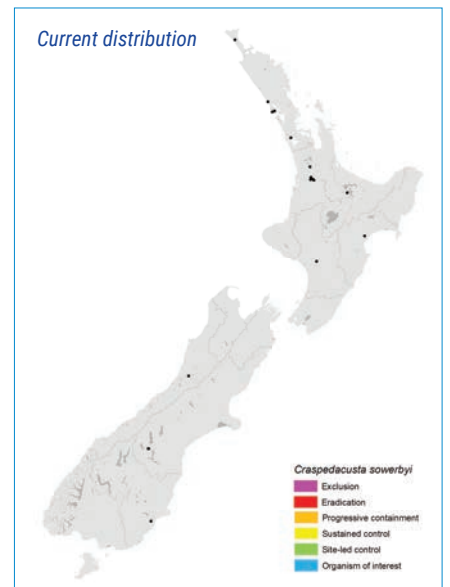 Current distribution
Craspedacusta sowerbyi
Exclusion
Eradication
Progressive containment
Sustained control
Site-led control
Organism of interest